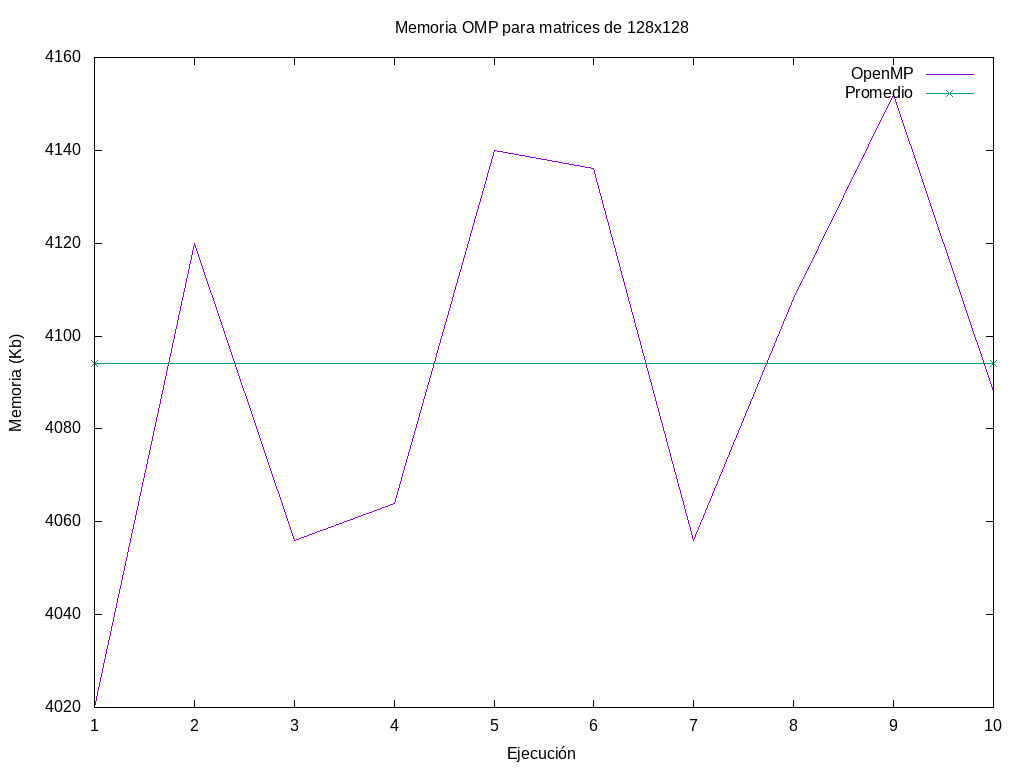 Memoria OMP para matrices de 128x128
OpenMP
Promedio
4160
4140
4120
4100
4080
4060
4040
4020
Memoria (Kb)
1 2 3 4 5 6 7 8 9 10
Ejecución